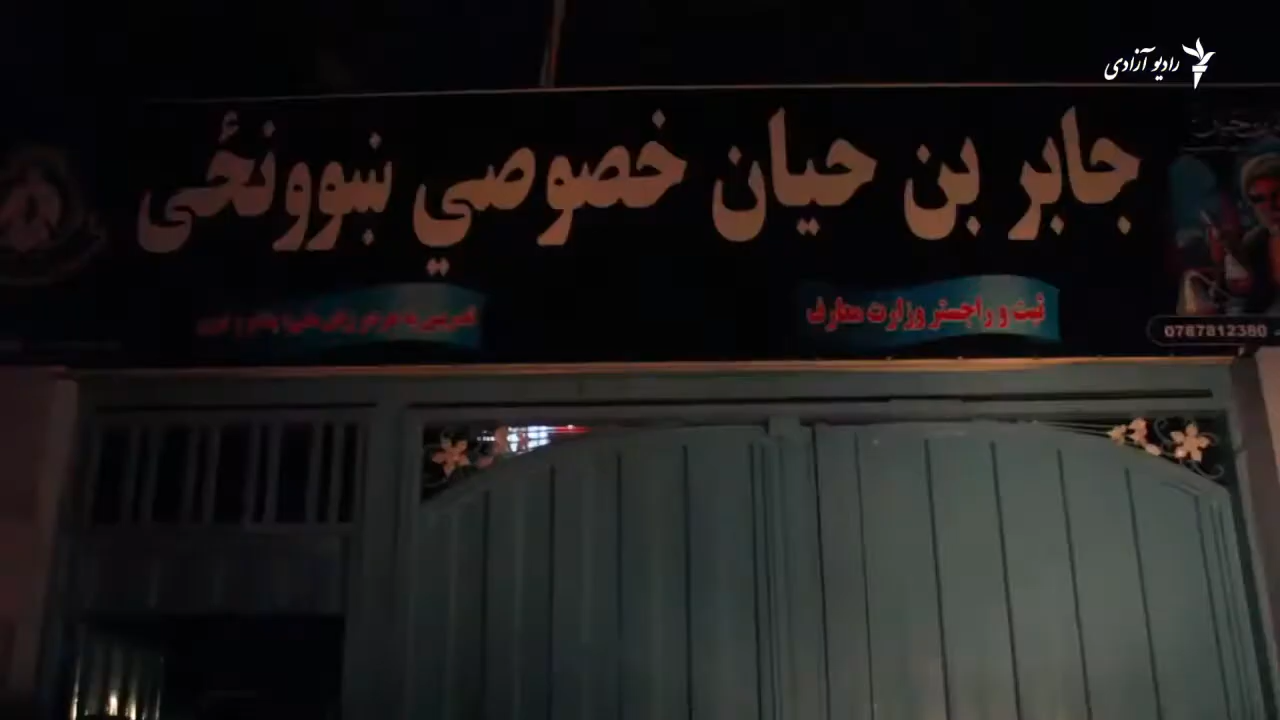 رادیو آزادی
جابر بن حیان خصوصي ښوونځی
ثبت و راجستر وزارت معارف
0787812380